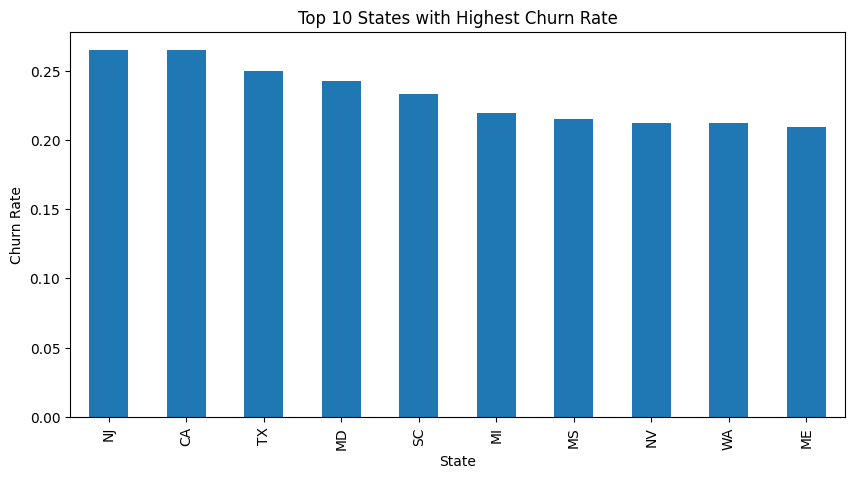 Top 10 States with Highest Churn Rate
Churn Rate
0.25
0.20
0.15
0.10
0.05
0.00
NJ
CA
TX
MD
SC
MI
MS
NV
WA
ME
State